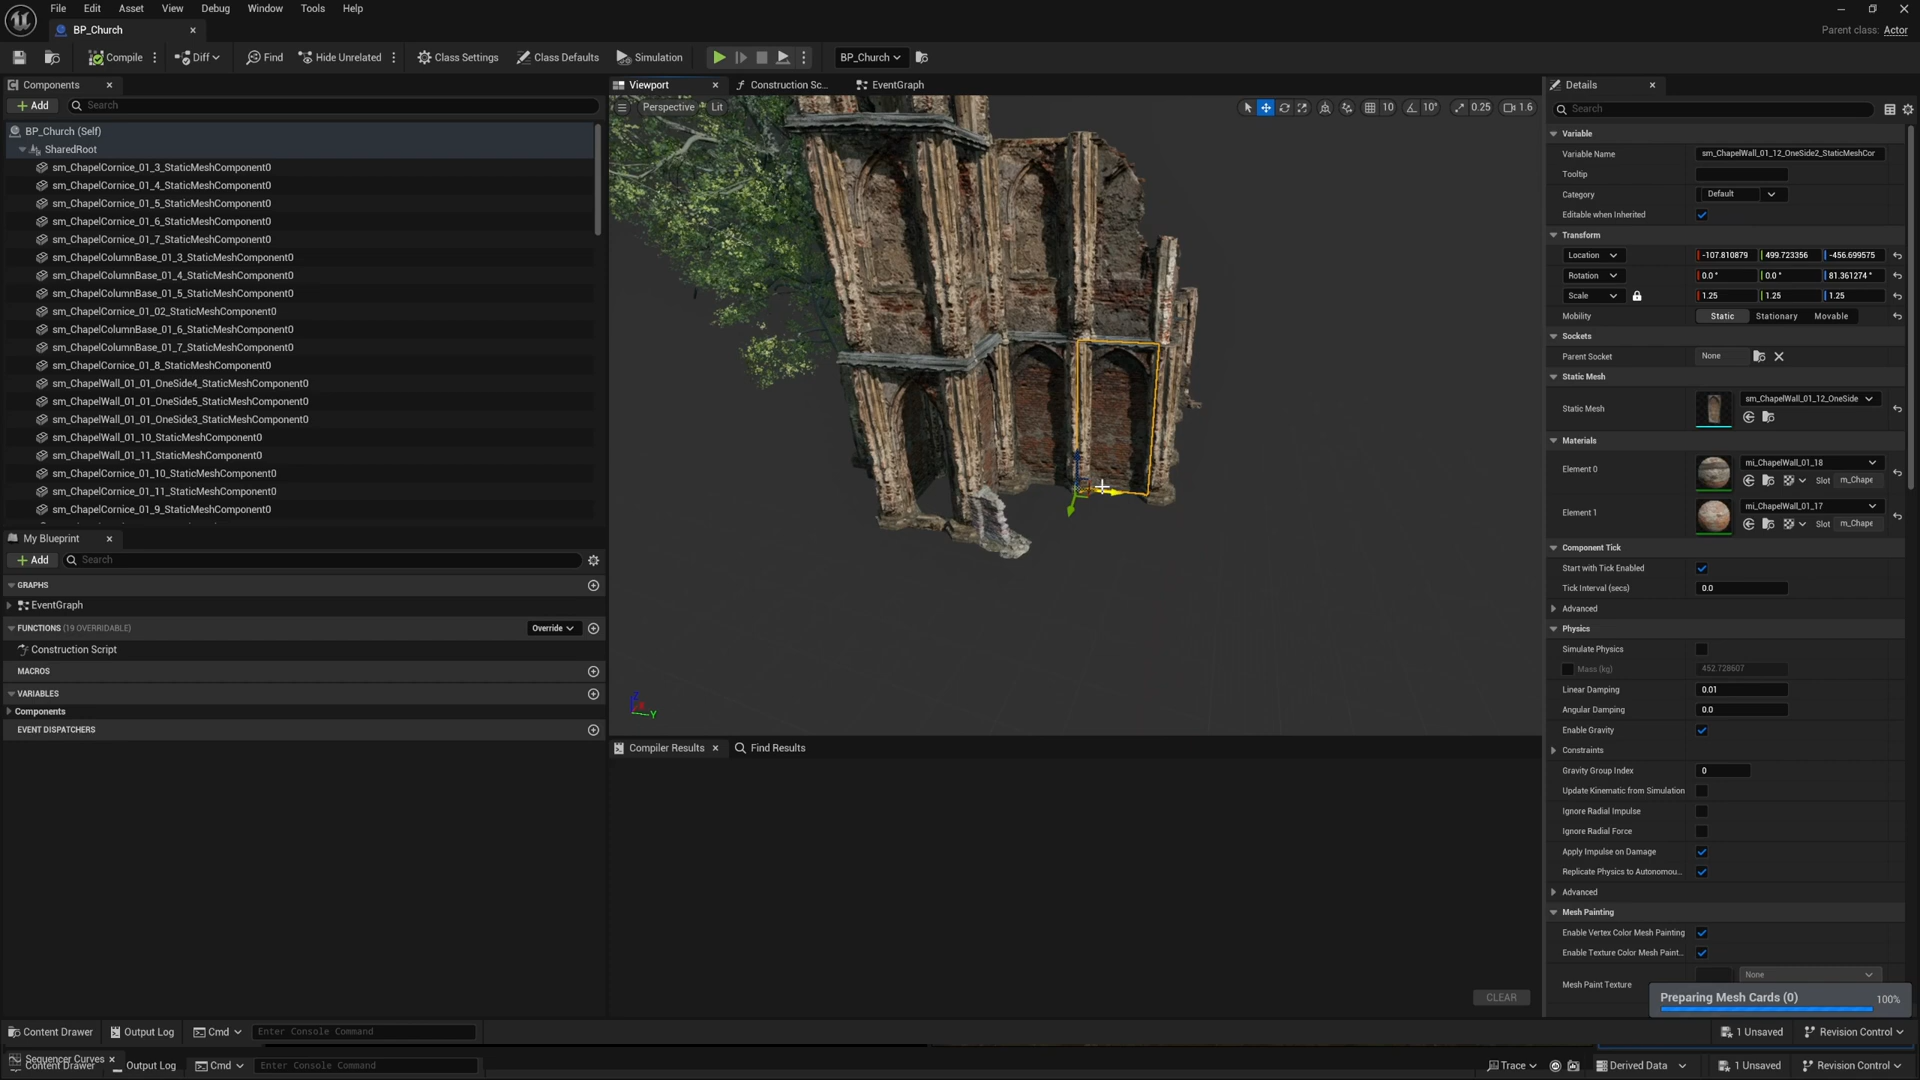 File Edit Asset View Debug Window Tools Help
BP_Church
Parent class: Actor
Compile Diff Find Hide Unrelated Class Settings Class Defaults Simulation BP_Church
Components
Add Search
BP_Church (Self)
SharedRoot
sm_ChapelCornice_01_3_StaticMeshComponent0
sm_ChapelCornice_01_4_StaticMeshComponent0
sm_ChapelCornice_01_5_StaticMeshComponent0
sm_ChapelCornice_01_6_StaticMeshComponent0
sm_ChapelCornice_01_7_StaticMeshComponent0
sm_ChapelColumnBase_01_3_StaticMeshComponent0
sm_ChapelColumnBase_01_4_StaticMeshComponent0
sm_ChapelColumnBase_01_5_StaticMeshComponent0
sm_ChapelCornice_01_02_StaticMeshComponent0
sm_ChapelColumnBase_01_6_StaticMeshComponent0
sm_ChapelColumnBase_01_7_StaticMeshComponent0
sm_ChapelCornice_01_8_StaticMeshComponent0
sm_ChapelWall_01_01_OneSide4_StaticMeshComponent0
sm_ChapelWall_01_01_OneSide5_StaticMeshComponent0
sm_ChapelWall_01_01_OneSide3_StaticMeshComponent0
sm_ChapelWall_01_10_StaticMeshComponent0
sm_ChapelWall_01_11_StaticMeshComponent0
sm_ChapelCornice_01_10_StaticMeshComponent0
sm_ChapelCornice_01_11_StaticMeshComponent0
sm_ChapelCornice_01_9_StaticMeshComponent0
My Blueprint
Add Search
GRAPHS
EventGraph
FUNCTIONS (19 OVERRIDABLE) Override
Construction Script
MACROS
VARIABLES
Components
EVENT DISPATCHERS
Viewport Construction Sc... EventGraph
Perspective Lit 10 10° 0.25 1.6
Z
Y
Compiler Results Find Results
CLEAR
Details
Search
Variable
Variable Name sm_ChapelWall_01_12_OneSide2_StaticMeshCor
Tooltip
Category Default
Editable when Inherited
Transform
Location -107.810879 499.723356 -456.699575
Rotation 0.0° 0.0° 81.361274°
Scale 1.25 1.25 1.25
Mobility Static Stationary Movable
Sockets
Parent Socket None
Static Mesh
Static Mesh sm_ChapelWall_01_12_OneSide
Materials
Element 0 mi_ChapelWall_01_18
Slot m_Chape
Element 1 mi_ChapelWall_01_17
Slot m_Chape
Component Tick
Start with Tick Enabled
Tick Interval (secs) 0.0
Advanced
Physics
Simulate Physics
Mass (kg) 452.728607
Linear Damping 0.01
Angular Damping 0.0
Enable Gravity
Constraints
Gravity Group Index 0
Update Kinematic from Simulation
Ignore Radial Impulse
Ignore Radial Force
Apply Impulse on Damage
Replicate Physics to Autonomou...
Advanced
Mesh Painting
Enable Vertex Color Mesh Painting
Enable Texture Color Mesh Paint...
Mesh Paint Texture None
Preparing Mesh Cards (0) 100%
Content Drawer Output Log Cmd Enter Console Command 1 Unsaved Revision Control
Sequencer Curves
Content Drawer Output Log Cmd Enter Console Command Trace Derived Data 1 Unsaved Revision Control